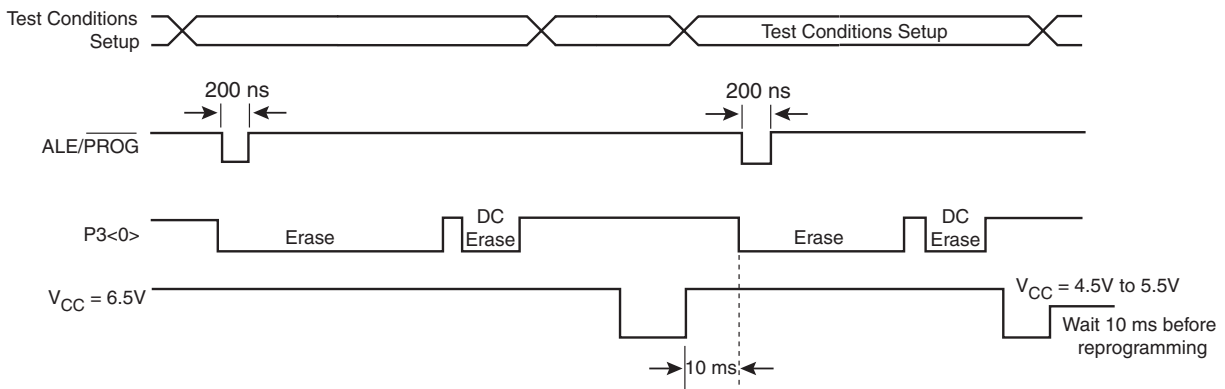 Test Conditions
Setup
Test Conditions Setup
200 ns
200 ns
ALE/PROG
P3<0>
Erase
DC
Erase
Erase
DC
Erase
VCC = 6.5V
VCC = 4.5V to 5.5V
Wait 10 ms before
reprogramming
10 ms